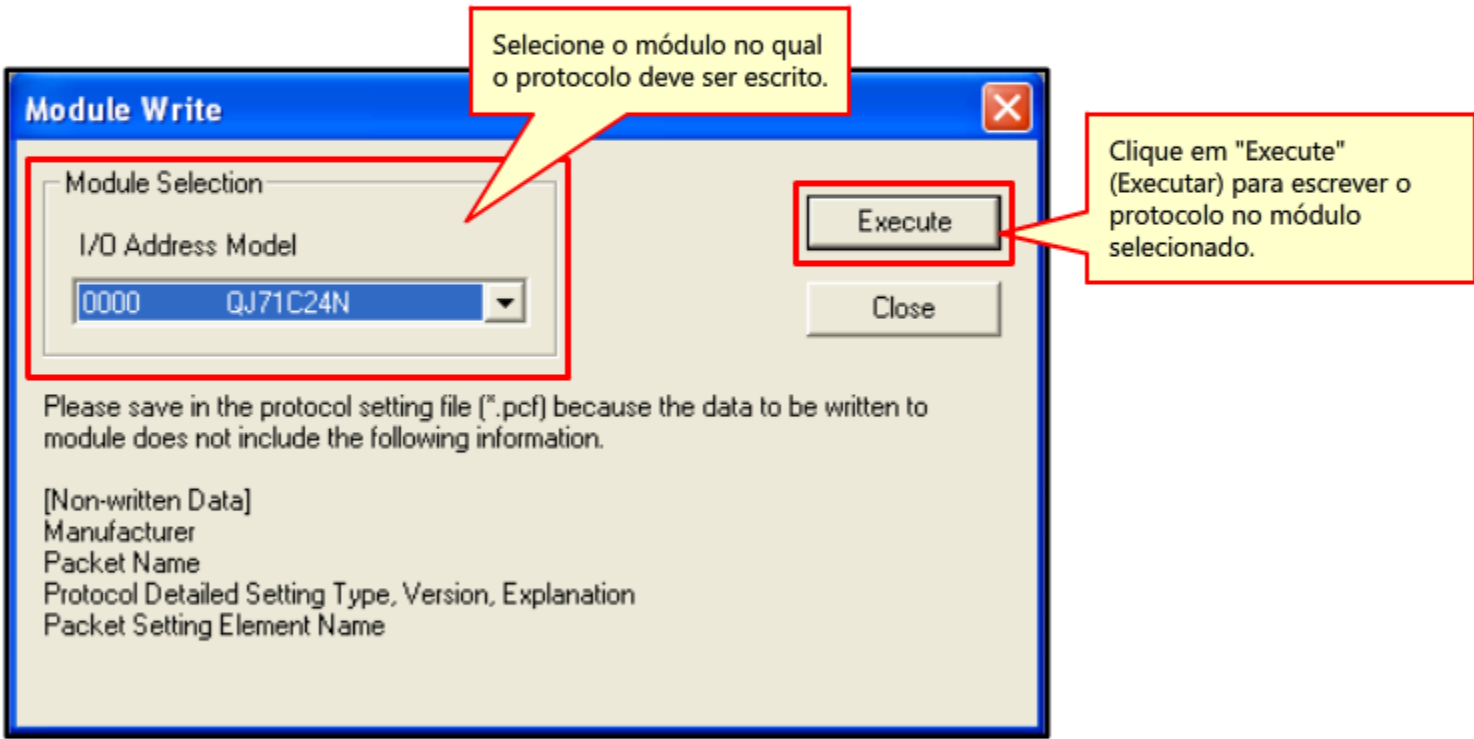 Selecione o módulo no qual
o protocolo deve ser escrito.
Module Write
Module Selection
I/O Address Model
0000 QJ71C24N
Execute
Close
Clique em "Execute"
(Executar) para escrever o
protocolo no módulo
selecionado.
Please save in the protocol setting file (*.pcf) because the data to be written to
module does not include the following information.
[Non-written Data]
Manufacturer
Packet Name
Protocol Detailed Setting Type, Version, Explanation
Packet Setting Element Name